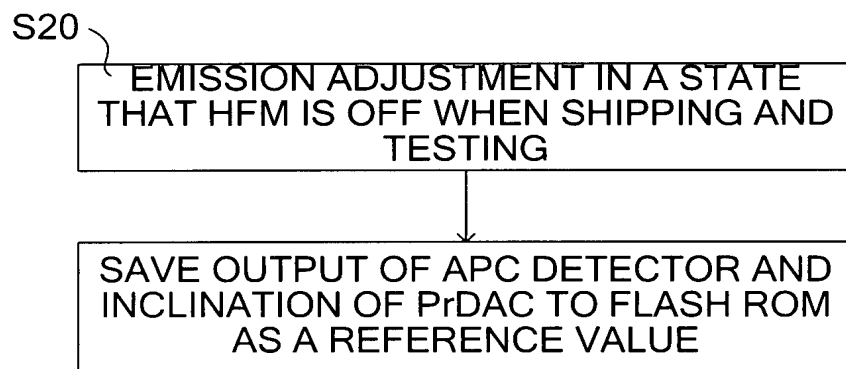 S20
EMISSION ADJUSTMENT IN A STATE
THAT HFM IS OFF WHEN SHIPPING AND
TESTING
SAVE OUTPUT OF APC DETECTOR AND
INCLINATION OF PrDAC TO FLASH ROM
AS A REFERENCE VALUE